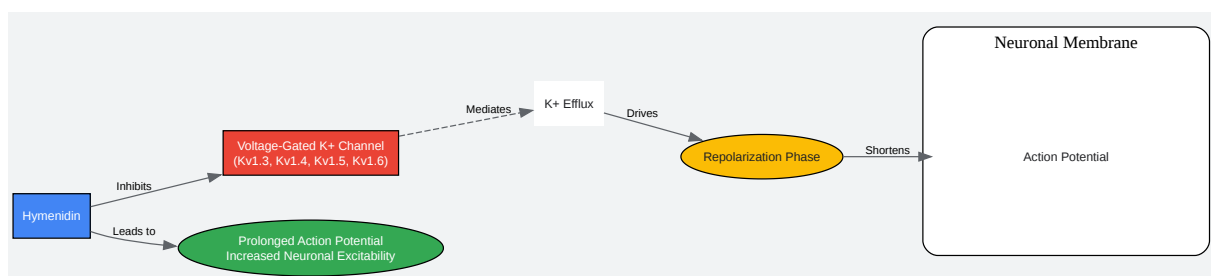 Neuronal Membrane
Mediates
K+ Efflux
Drives
Voltage-Gated K+ Channel
(Kv1.3, Kv1.4, Kv1.5, Kv1.6)
Repolarization Phase
Shortens
Action Potential
Inhibits
Hymenidin
Leads to
Prolonged Action Potential
Increased Neuronal Excitability